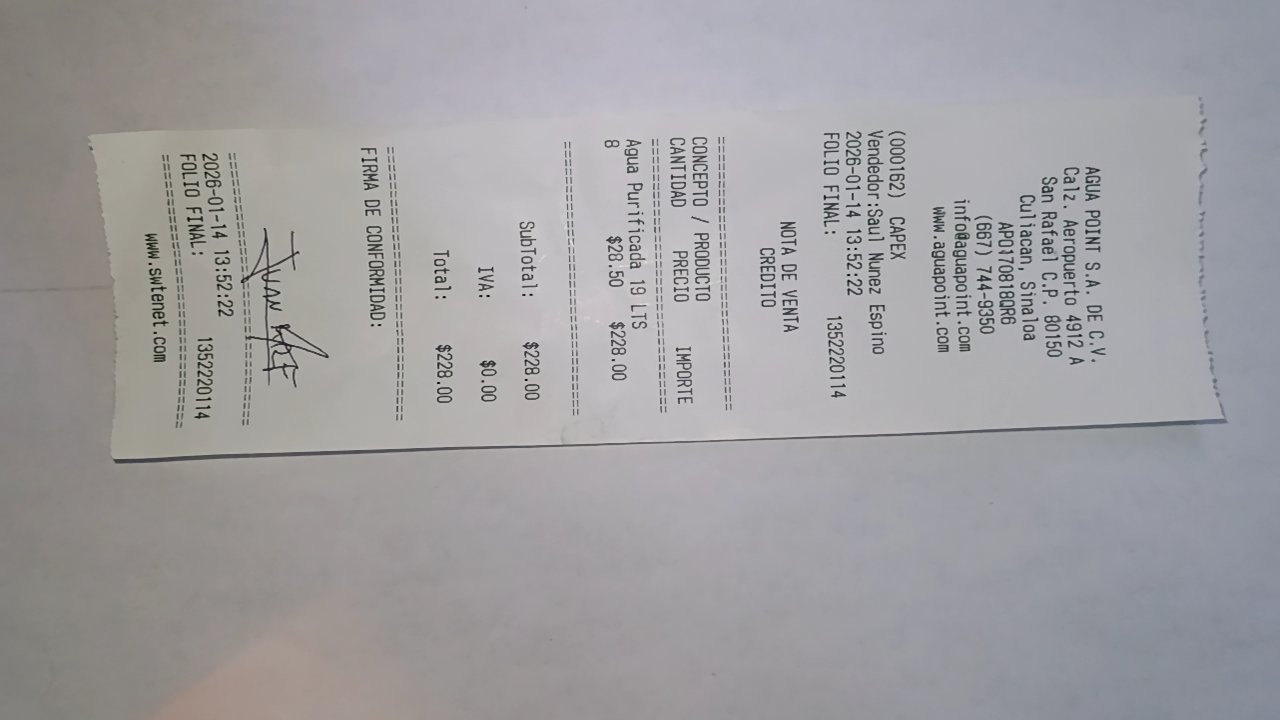 AGUA POINT S.A. DE C.V.
Calz. Aeropuerto 4912 A
San Rafael C.P. 80150
Culiacan, Sinaloa
APO170818QR6
(667) 744-9350
info@aguapoint.com
www.aguapoint.com
(000162) CAPEX
Vendedor:Saul Nunez Espino
2026-01-14 13:52:22
FOLIO FINAL: 1352220114
NOTA DE VENTA
CREDITO
================================
CONCEPTO / PRODUCTO
CANTIDAD PRECIO IMPORTE
================================
Agua Purificada 19 LTS
8 $28.50 $228.00
================================
SubTotal: $228.00
IVA: $0.00
Total: $228.00
================================
FIRMA DE CONFORMIDAD:
JUAN
================================
2026-01-14 13:52:22
FOLIO FINAL: 1352220114
================================
www.swtenet.com